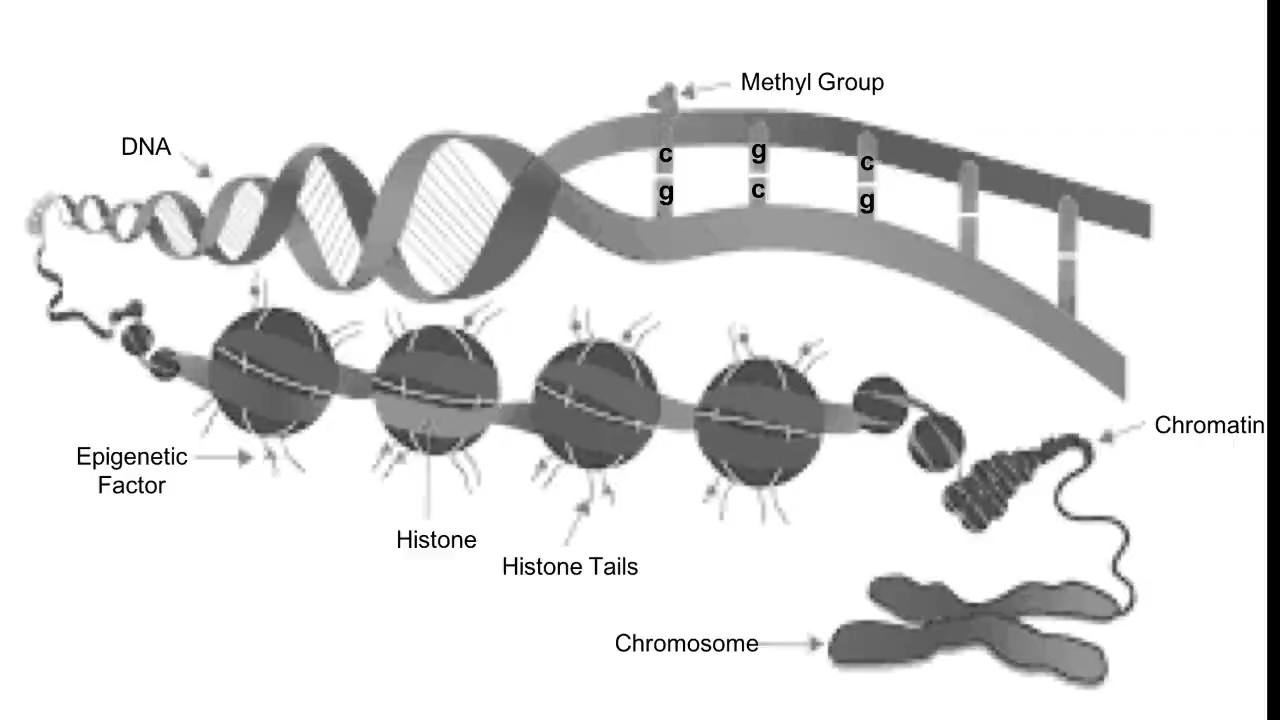 Methyl Group
DNA
c g c
g c g
Chromatin
Epigenetic
Factor
Histone
Histone Tails
Chromosome